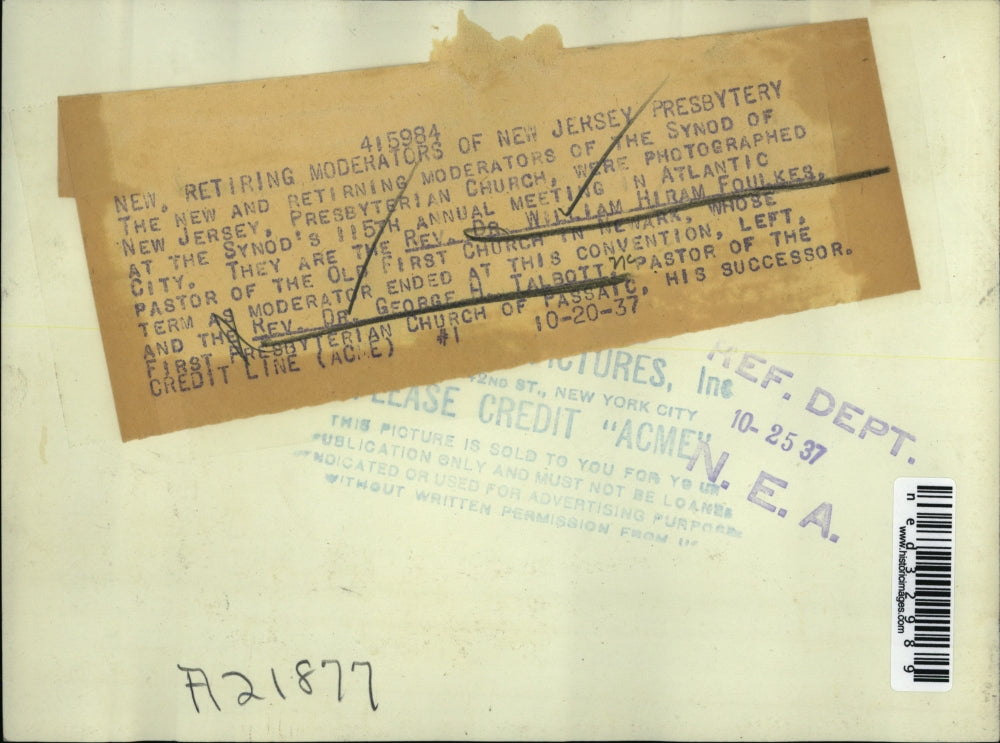 415984
NEW, RETIRING MODERATORS OF NEW JERSEY PRESBYTERY
THE NEW AND RETIRNING MODERATORS OF THE SYNOD OF
NEW JERSEY, PRESBYTERIAN CHURCH, WERE PHOTOGRAPHED
AT THE SYNOD'S 115TH ANNUAL MEETING IN ATLANTIC
CITY. THEY ARE THE REV. DR. WILLIAM HIRAM FOULKES,
PASTOR OF THE OLD FIRST CHURCH IN NEWARK, WHOSE
TERM AS MODERATOR ENDED AT THIS CONVENTION, LEFT,
AND THE REV. DR. GEORGE H. TALBOTT, PASTOR OF THE
FIRST PRESBYTERIAN CHURCH OF PASSAIC, HIS SUCCESSOR.
CREDIT LINE (ACME) #1 10-20-37
PICTURES, Inc
42ND ST., NEW YORK CITY
PLEASE CREDIT "ACME"
THIS PICTURE IS SOLD TO YOU FOR YOUR
PUBLICATION ONLY AND MUST NOT BE LOANED
SYNDICATED OR USED FOR ADVERTISING PURPOSES
WITHOUT WRITTEN PERMISSION FROM US
REF. DEPT.
10-25 37
N. E. A.
ned32989
www.historicimages.com
A21877